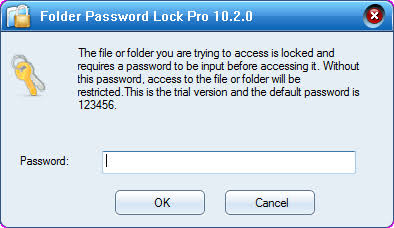 Folder Password Lock Pro 10.2.0
The file or folder you are trying to access is locked and
requires a password to be input before accessing it. Without
this password, access to the file or folder will be
restricted.This is the trial version and the default password is
123456.
Password:
OK Cancel